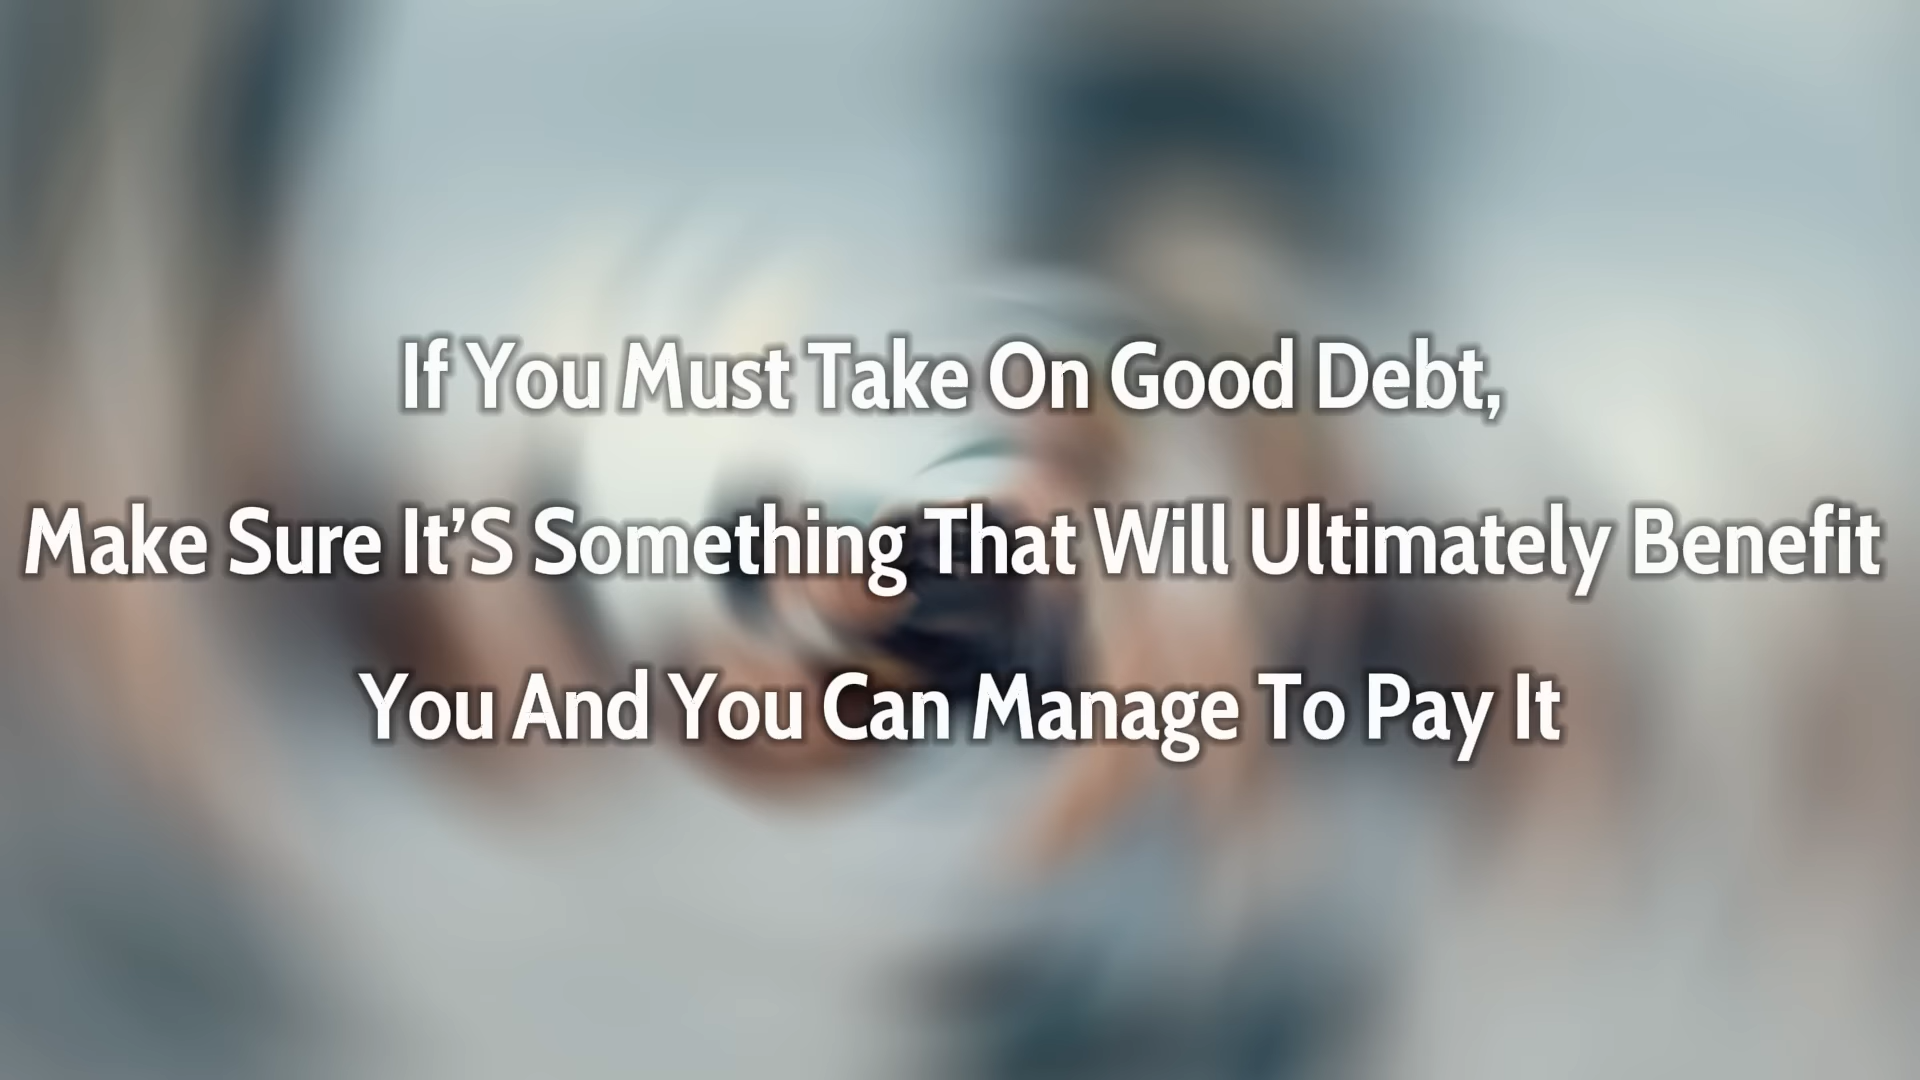 If You Must Take On Good Debt,
Make Sure It’S Something That Will Ultimately Benefit
You And You Can Manage To Pay It